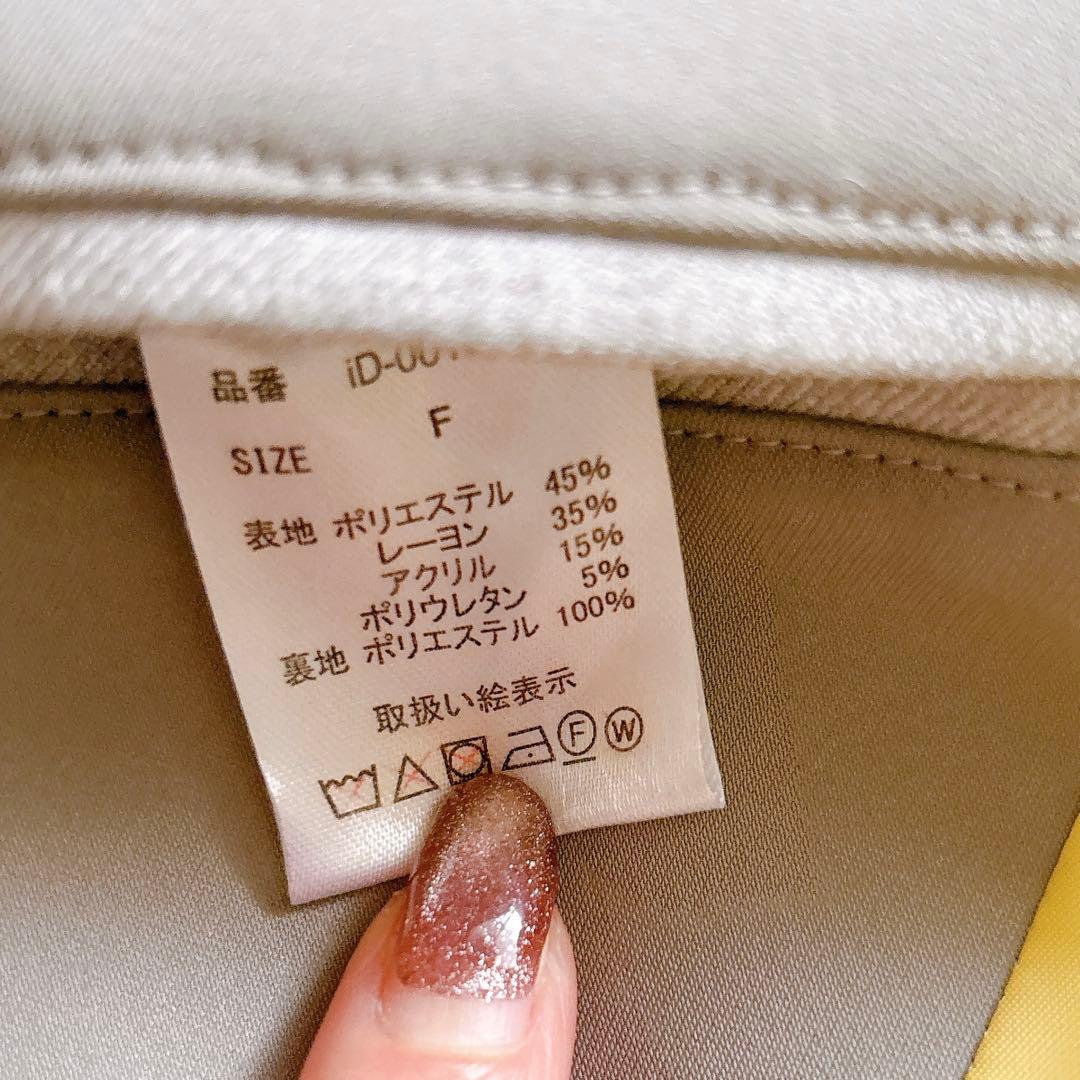 品番 iD-001
SIZE F
表地 ポリエステル 45%
レーヨン 35%
アクリル 15%
ポリウレタン 5%
裏地 ポリエステル 100%
取扱い絵表示
F W